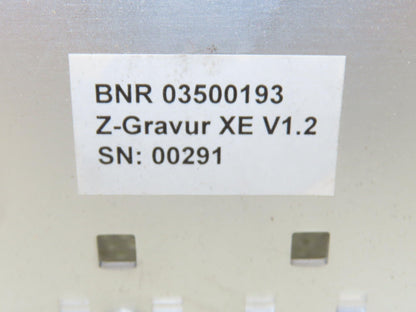 BNR 03500193
Z-Gravur XE V1.2
SN: 00291